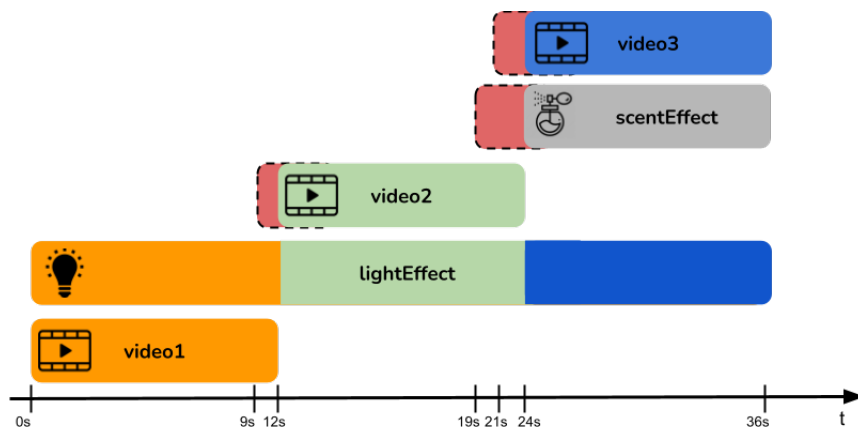 video3
scentEffect
video2
lightEffect
video1
0s 9s 12s 19s 21s 24s 36s t